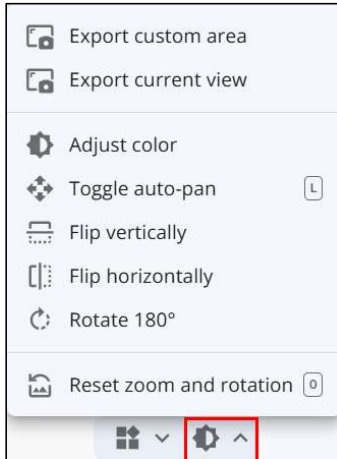 Export custom area
Export current view
Adjust color
Toggle auto-pan L
Flip vertically
Flip horizontally
Rotate 180°
Reset zoom and rotation 0